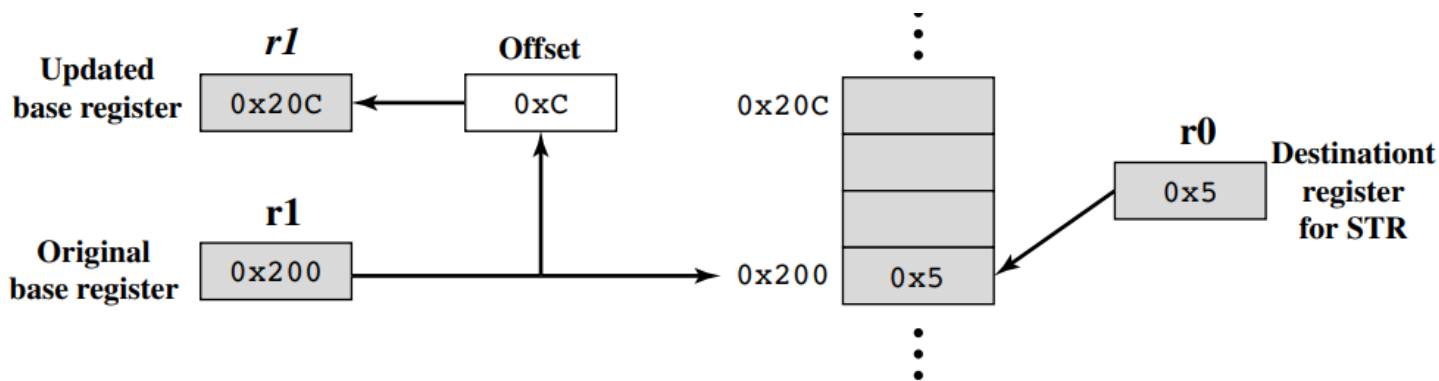 r1
Updated
base register
0x20C
Offset
0xC
r1
Original
base register
0x200
0x20C
0x200
0x5
r0
0x5
Destinationt
register
for STR